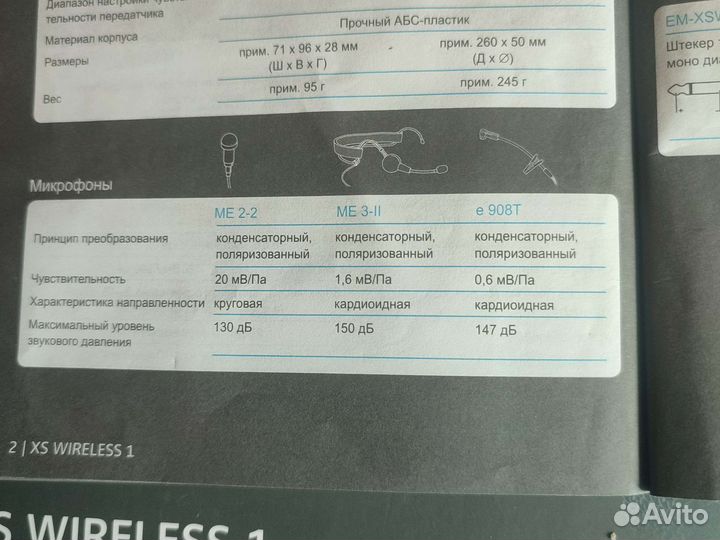 Диапазон настройки чувстви-
тельности передатчика
Материал корпуса
Прочный АБС-пластик
Размеры
прим. 71 x 96 x 28 мм
(Ш x В x Г)
прим. 260 x 50 мм
(Д x ∅)
Вес
прим. 95 г
прим. 245 г
Микрофоны
ME 2-2
ME 3-II
e 908T
Принцип преобразования
конденсаторный,
поляризованный
конденсаторный,
поляризованный
конденсаторный,
поляризованный
Чувствительность
20 мВ/Па
1,6 мВ/Па
0,6 мВ/Па
Характеристика направленности
круговая
кардиоидная
кардиоидная
Максимальный уровень
звукового давления
130 дБ
150 дБ
147 дБ
2 | XS WIRELESS 1
EM-XSW
Штекер
моно
S WIRELESS 1
Avito